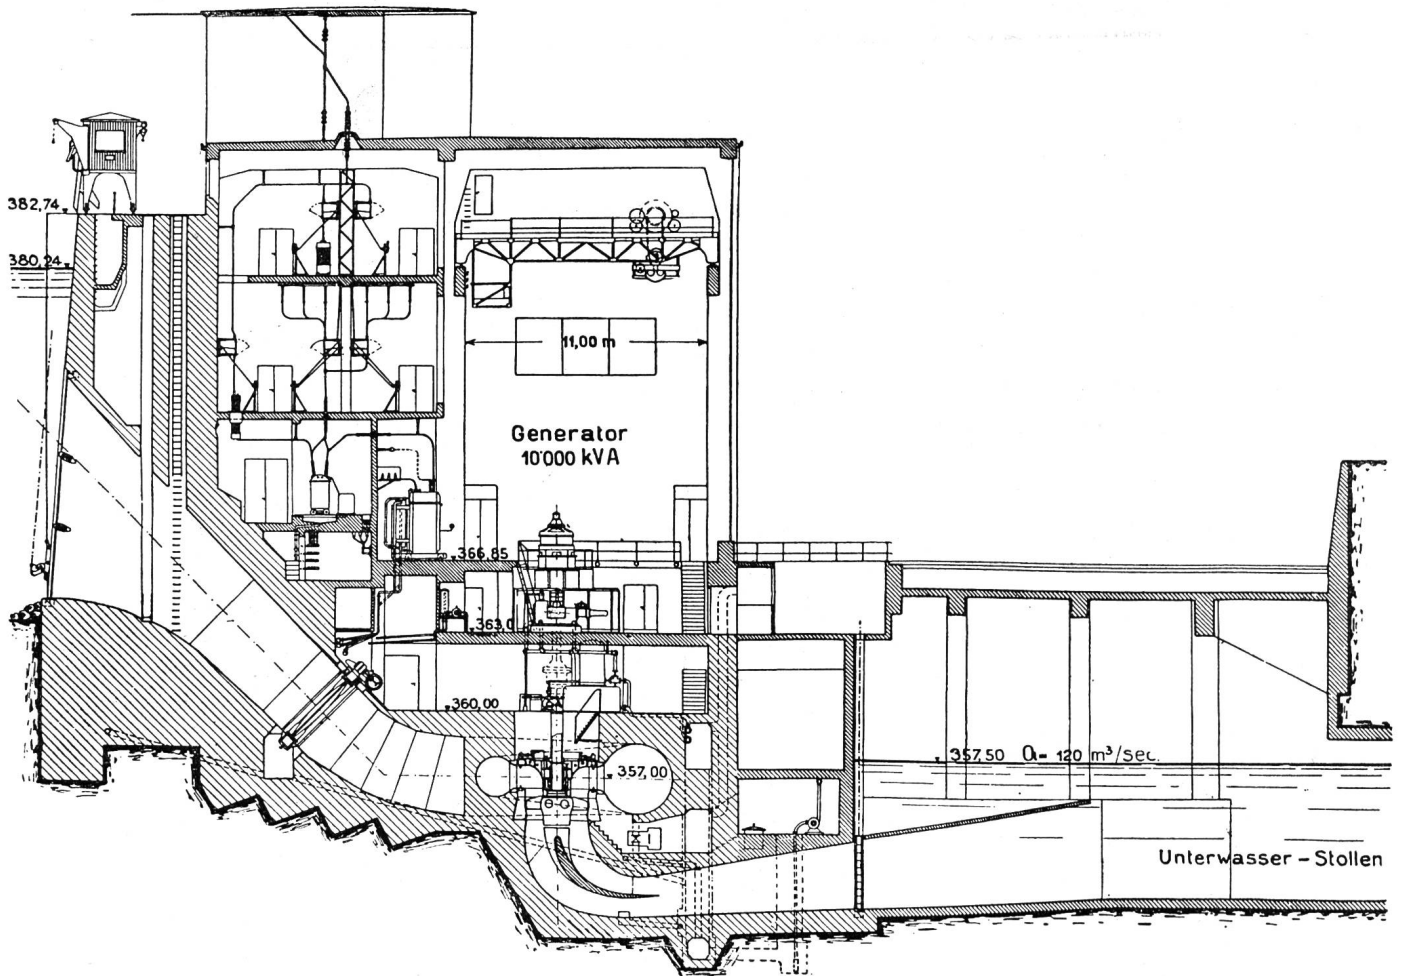 382,74
380,24
11,00 m
Generator
10'000 kVA
366,85
363,0
360,00
357,00
357,50 Q= 120 m³/sec.
Unterwasser – Stollen